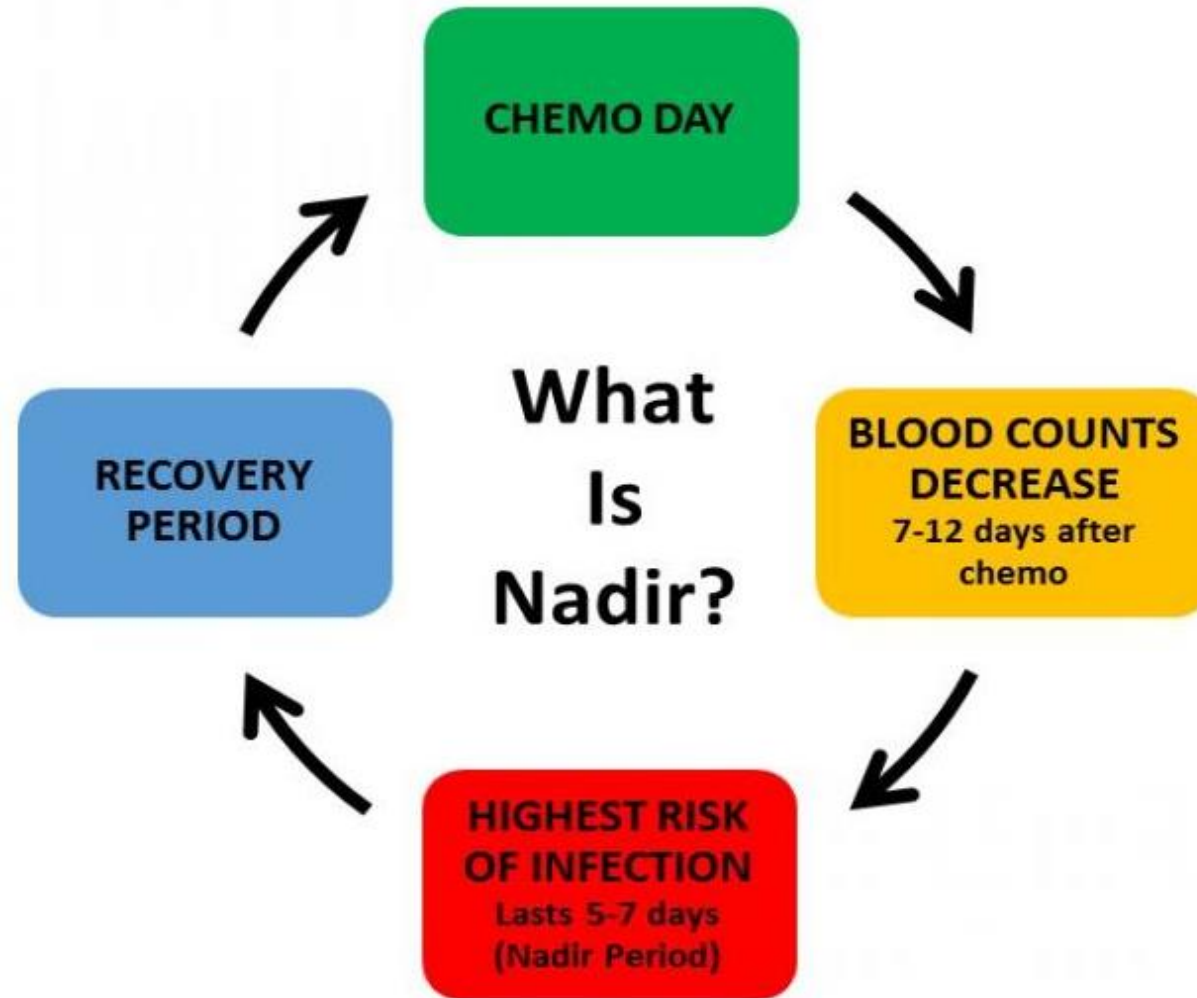 CHEMO DAY
BLOOD COUNTS
DECREASE
7-12 days after
chemo
HIGHEST RISK
OF INFECTION
Lasts 5-7 days
(Nadir Period)
RECOVERY
PERIOD
What
Is
Nadir?